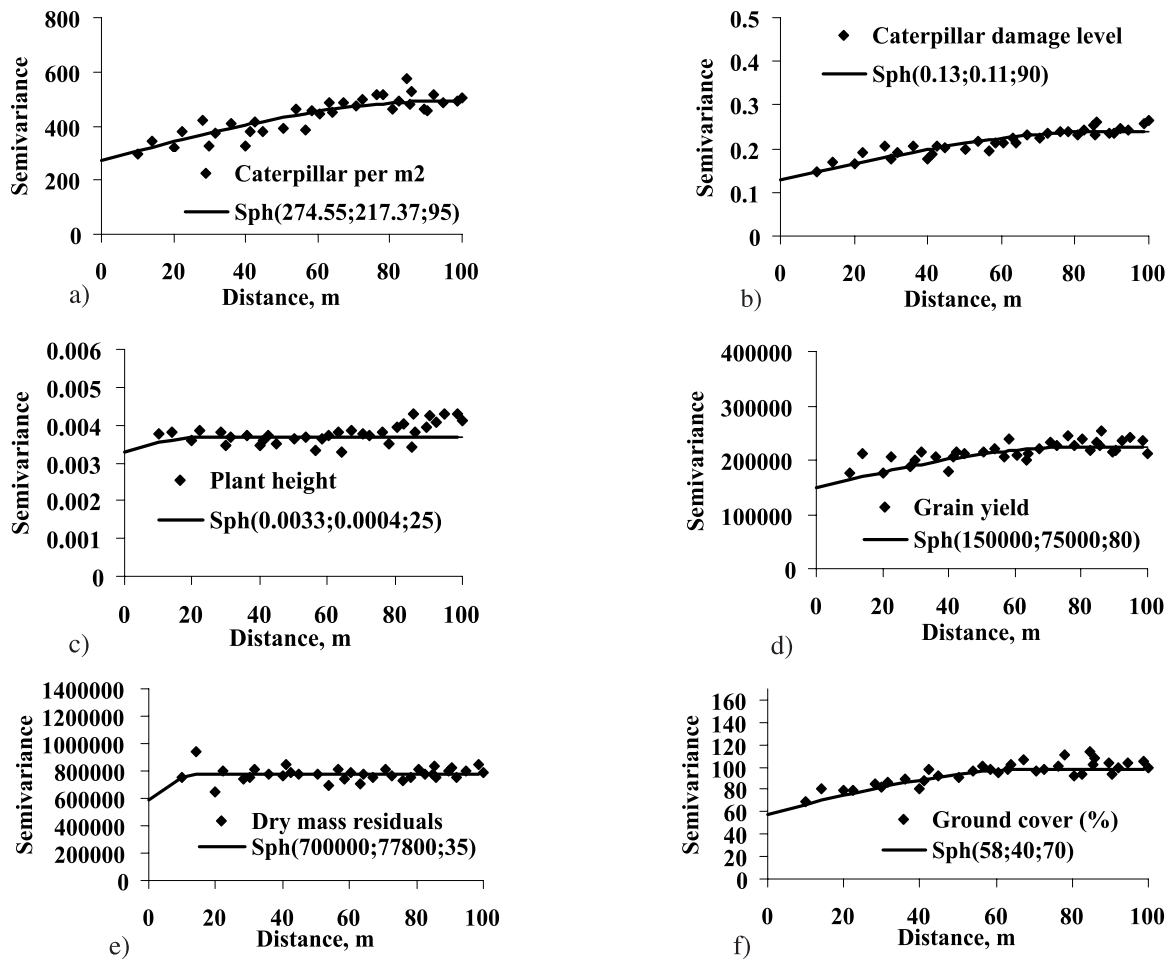 800
600
400
200
0
Semivariance
Caterpillar per m2
Sph(274.55;217.37;95)
0 20 40 60 80 100
Distance, m
a)
0.5
0.4
0.3
0.2
0.1
0
Semivariance
Caterpillar damage level
Sph(0.13;0.11;90)
0 20 40 60 80 100
Distance, m
b)
0.006
0.005
0.004
0.003
0.002
0.001
0
Semivariance
Plant height
Sph(0.0033;0.0004;25)
0 20 40 60 80 100
Distance, m
c)
400000
300000
200000
100000
0
Semivariance
Grain yield
Sph(150000;75000;80)
0 20 40 60 80 100
Distance, m
d)
1400000
1200000
1000000
800000
600000
400000
200000
0
Semivariance
Dry mass residuals
Sph(700000;77800;35)
0 20 40 60 80 100
Distance, m
e)
160
140
120
100
80
60
40
20
0
Semivariance
Ground cover (%)
Sph(58;40;70)
0 20 40 60 80 100
Distance, m
f)